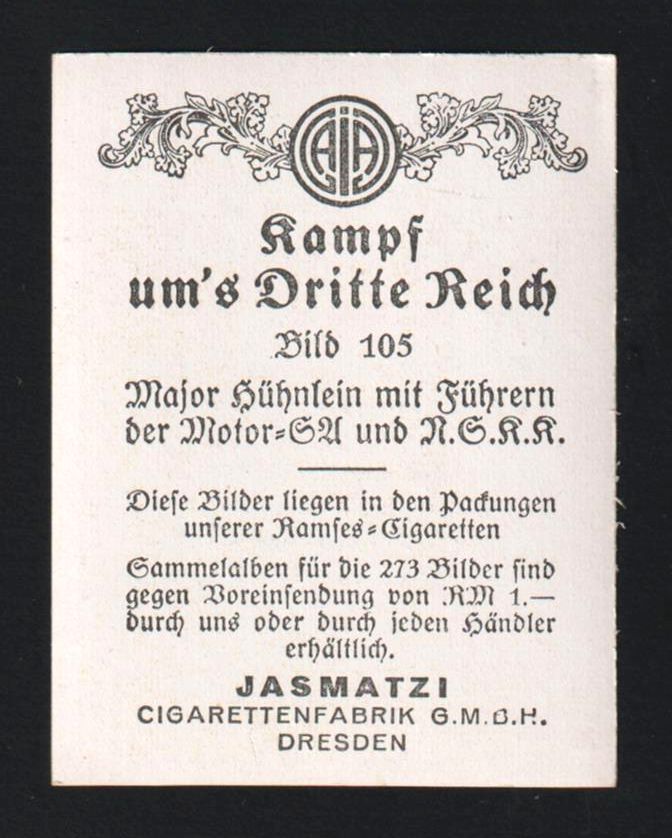 AJA
Kampf
um's Dritte Reich
Bild 105
Major Hühnlein mit Führern
der Motor=SA und N.S.K.K.
Diese Bilder liegen in den Packungen
unserer Ramses=Cigaretten
Sammelalben für die 273 Bilder sind
gegen Voreinsendung von RM 1.—
durch uns oder durch jeden Händler
erhältlich.
JASMATZI
CIGARETTENFABRIK G.M.B.H.
DRESDEN